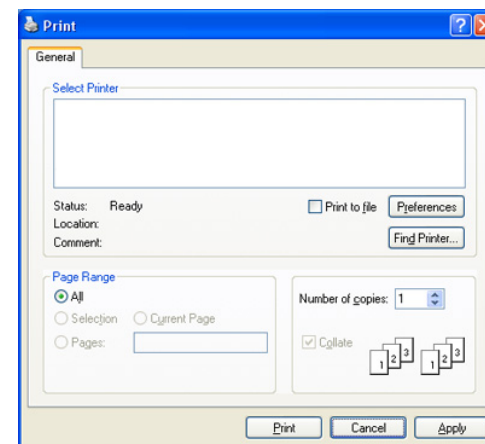 Print
General
Select Printer
Status: Ready
Location:
Comment:
Print to file
Preferences
Find Printer...
Page Range
All
Selection
Current Page
Pages:
Number of copies: 1
Collate
1 2 3 1 2 3
Print Cancel Apply